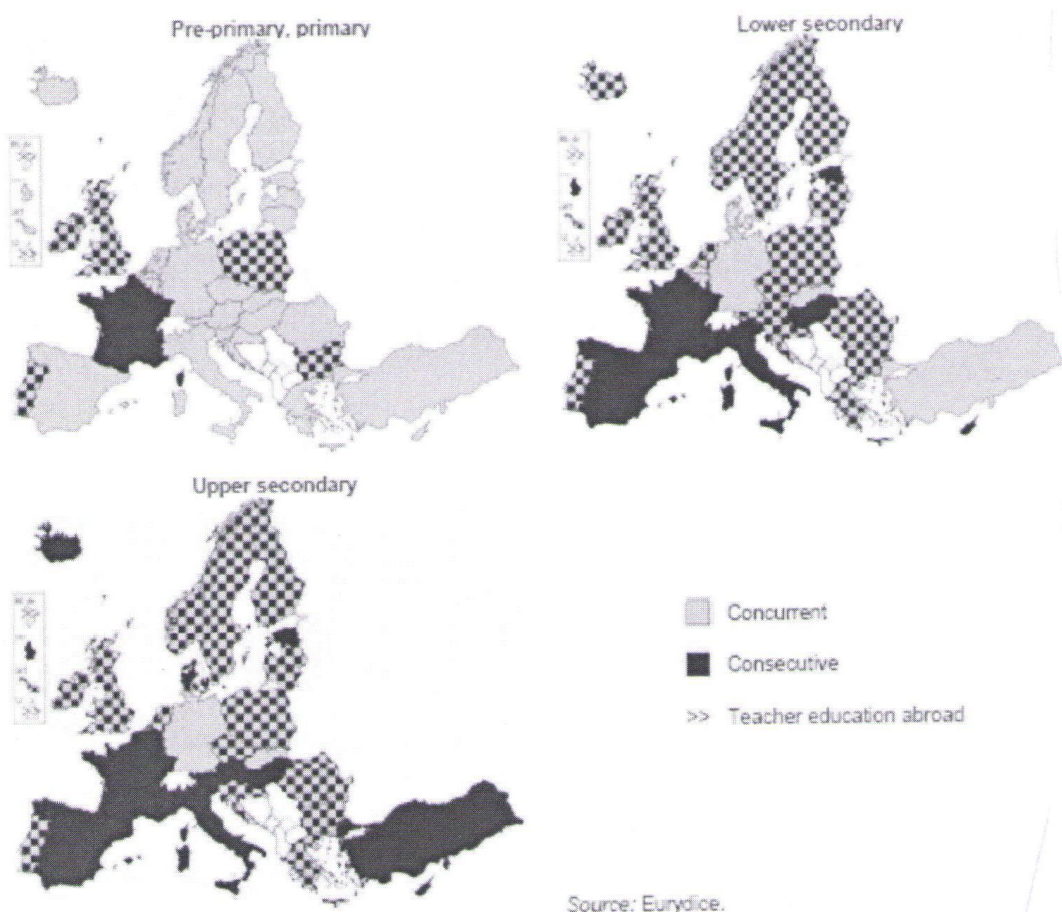 Pre-primary, primary
Lower secondary
Upper secondary
Concurrent
Consecutive
>> Teacher education abroad
Source: Eurydice.